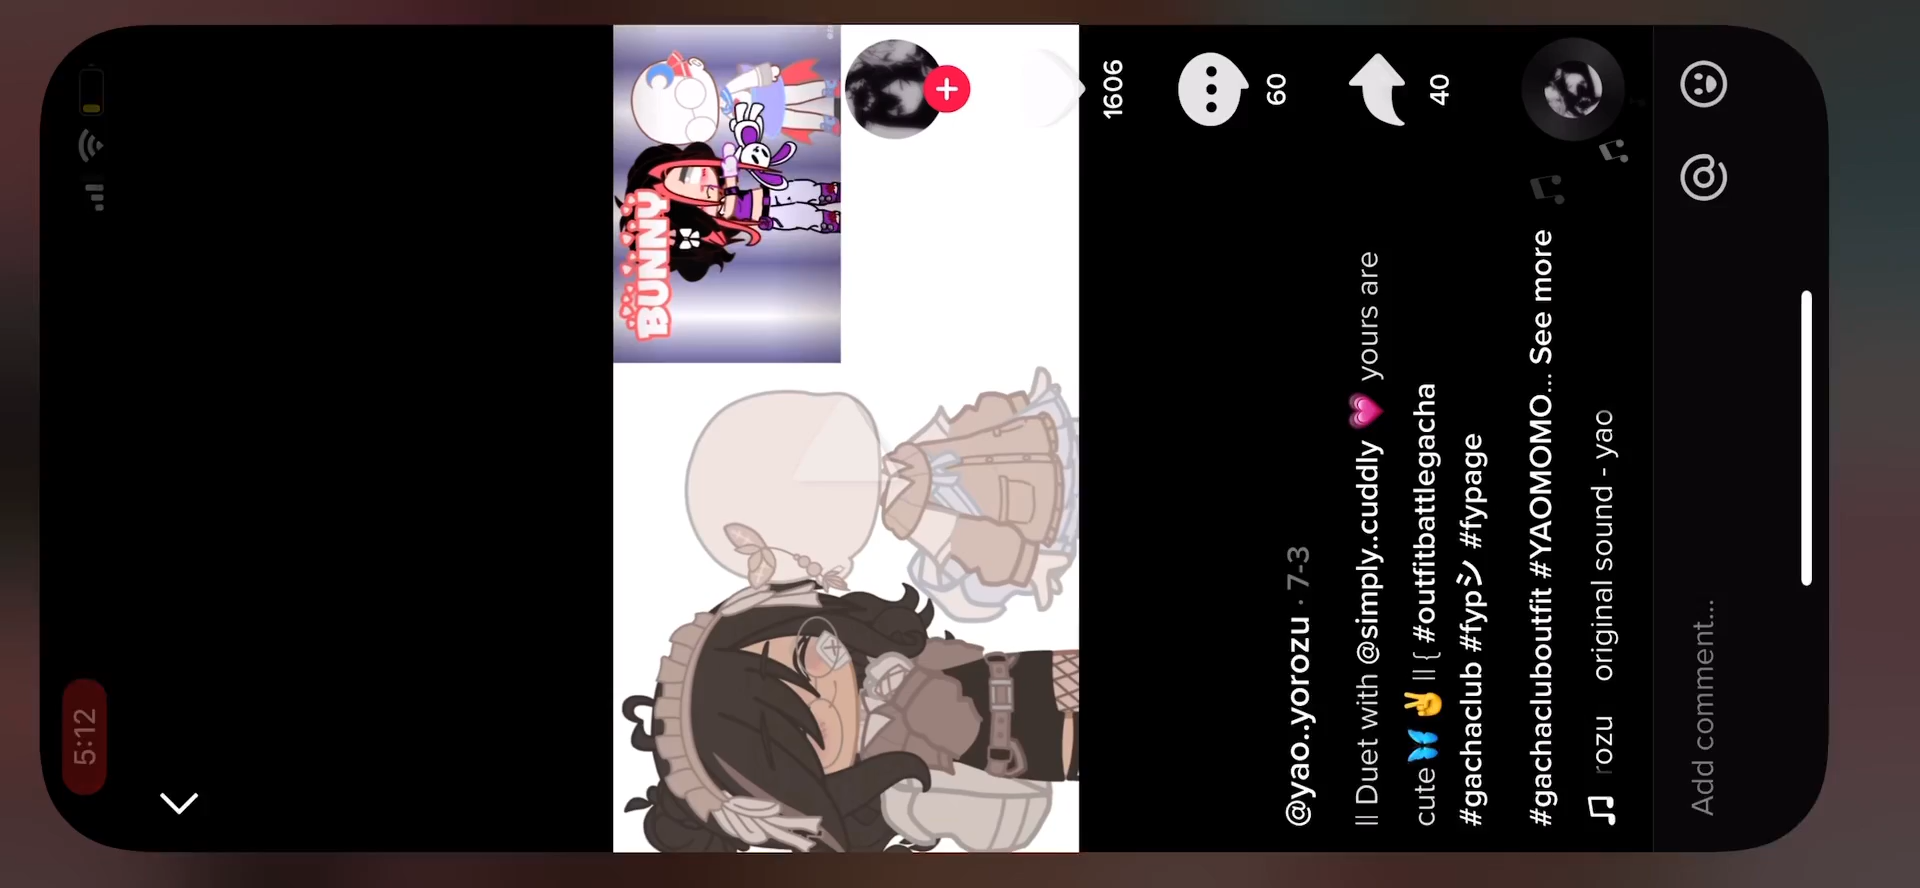 5:12
BUNNY
1606
60
40
@yao..yorozu · 7-3
|| Duet with @simply..cuddly 💗 yours are
cute 🦋✌️ || { #outfitbattlegacha
#gachaclub #fypシ #fypage
#gachacluboutfit #YAOMOMO... See more
rozu original sound - yao
Add comment...